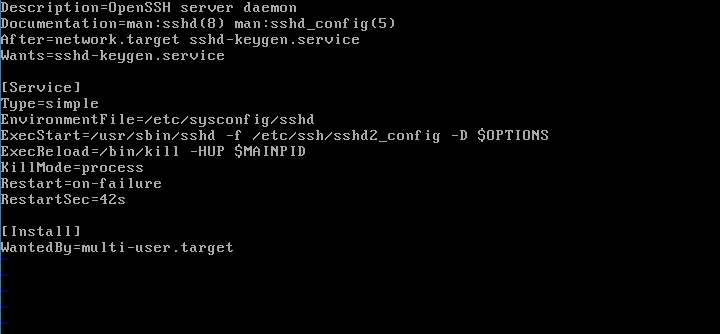 Description=OpenSSH server daemon
Documentation=man:sshd(8) man:sshd_config(5)
After=network.target sshd-keygen.service
Wants=sshd-keygen.service

[Service]
Type=simple
EnvironmentFile=/etc/sysconfig/sshd
ExecStart=/usr/sbin/sshd -f /etc/ssh/sshd2_config -D $OPTIONS
ExecReload=/bin/kill -HUP $MAINPID
KillMode=process
Restart=on-failure
RestartSec=42s

[Install]
WantedBy=multi-user.target
~
~
~
~
~